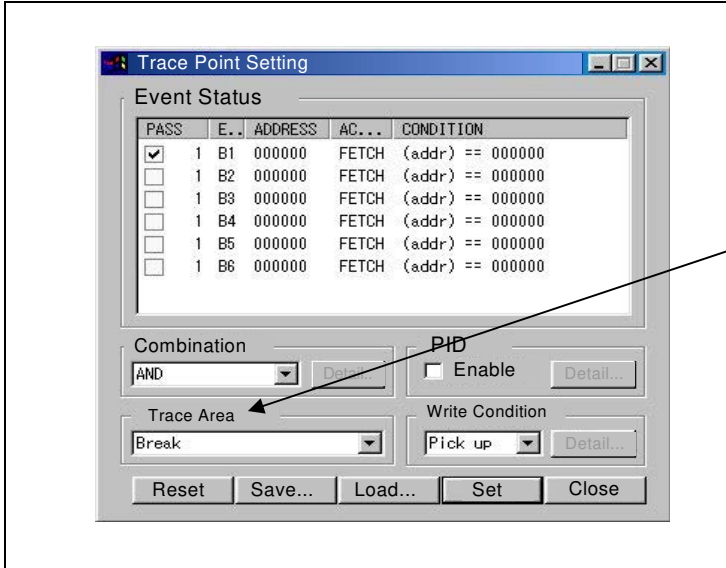 Trace Point Setting
Event Status
PASS E.. ADDRESS AC... CONDITION
1 B1 000000 FETCH (addr) == 000000
1 B2 000000 FETCH (addr) == 000000
1 B3 000000 FETCH (addr) == 000000
1 B4 000000 FETCH (addr) == 000000
1 B5 000000 FETCH (addr) == 000000
1 B6 000000 FETCH (addr) == 000000
Combination PID
AND Detail... Enable Detail...
Trace Area Write Condition
Break Pick up Detail...
Reset Save... Load... Set Close